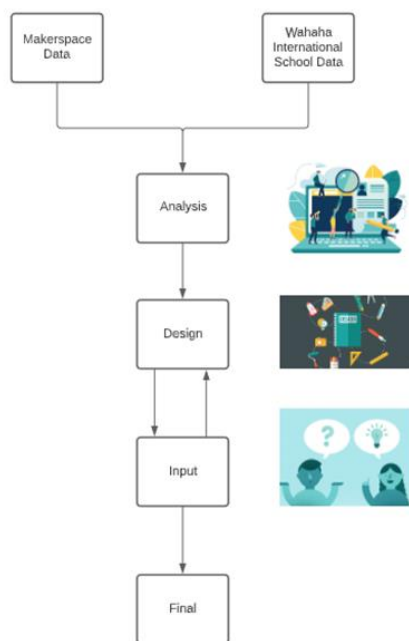 Makerspace
Data
Wahaha
International
School Data
Analysis
Design
Input
?
Final